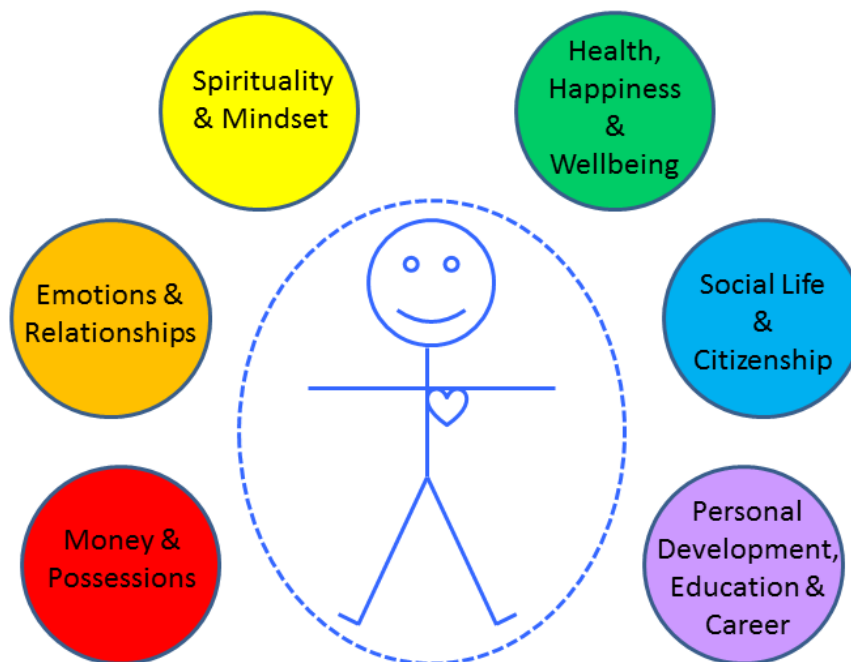 Spirituality
& Mindset
Health,
Happiness
&
Wellbeing
Emotions &
Relationships
Social Life
&
Citizenship
Money &
Possessions
Personal
Development,
Education &
Career